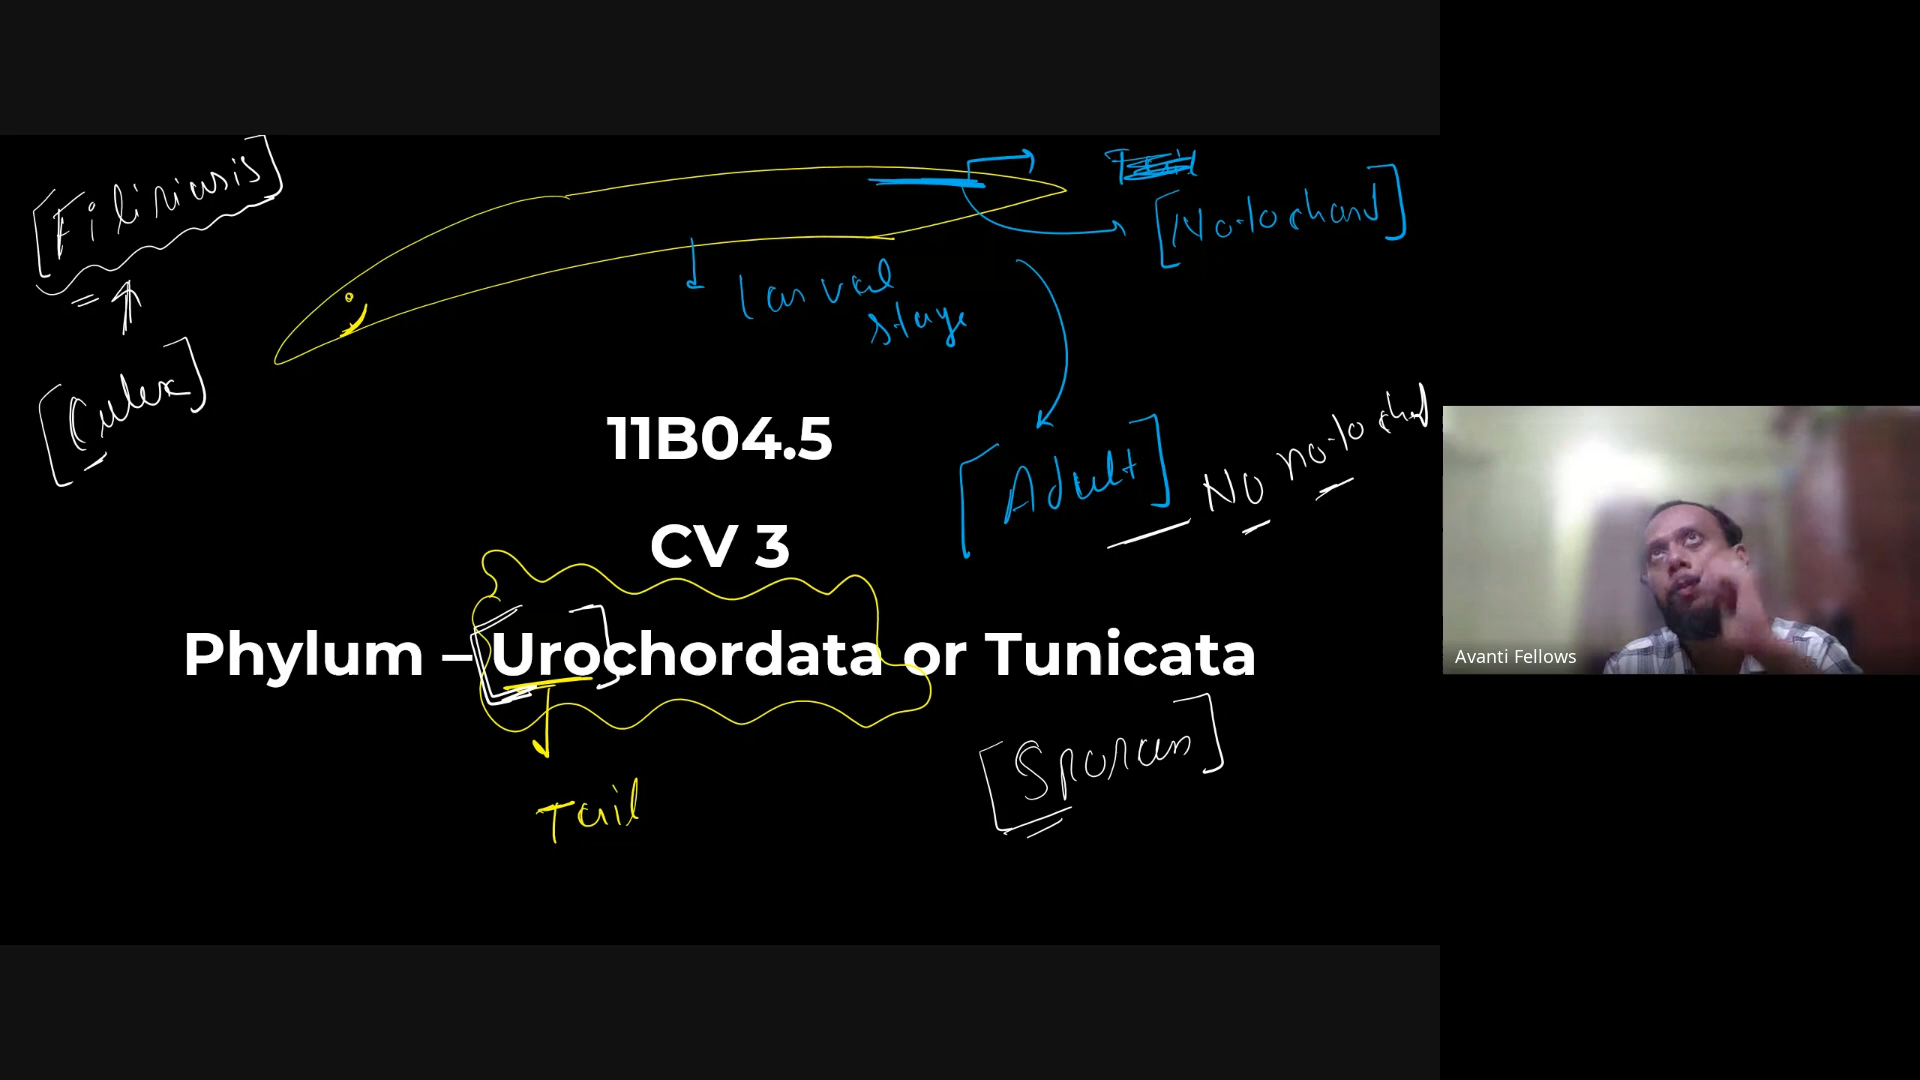 [Filiriasis]
[Culex]
[Notochord]
larval
stage
[Adult]
No notochord
11B04.5
CV 3
Phylum – Urochordata or Tunicata
Tail
Avanti Fellows